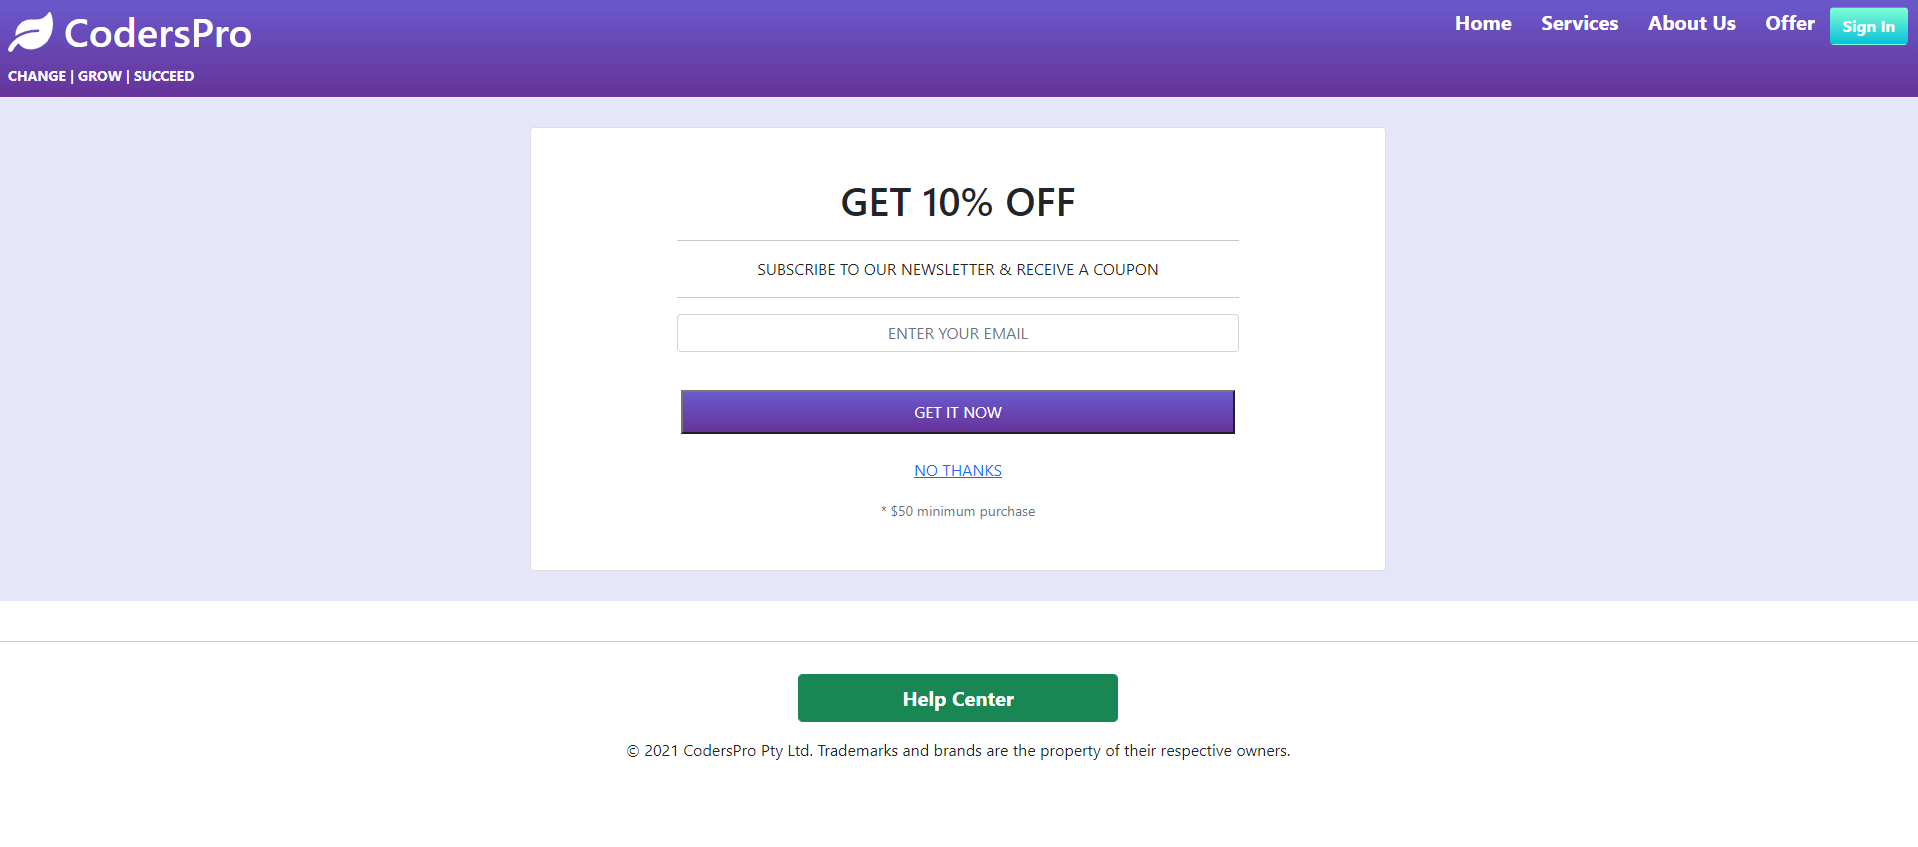 CodersPro
CHANGE | GROW | SUCCEED
Home Services About Us Offer Sign In
GET 10% OFF
SUBSCRIBE TO OUR NEWSLETTER & RECEIVE A COUPON
ENTER YOUR EMAIL
GET IT NOW
NO THANKS
* $50 minimum purchase
Help Center
© 2021 CodersPro Pty Ltd. Trademarks and brands are the property of their respective owners.